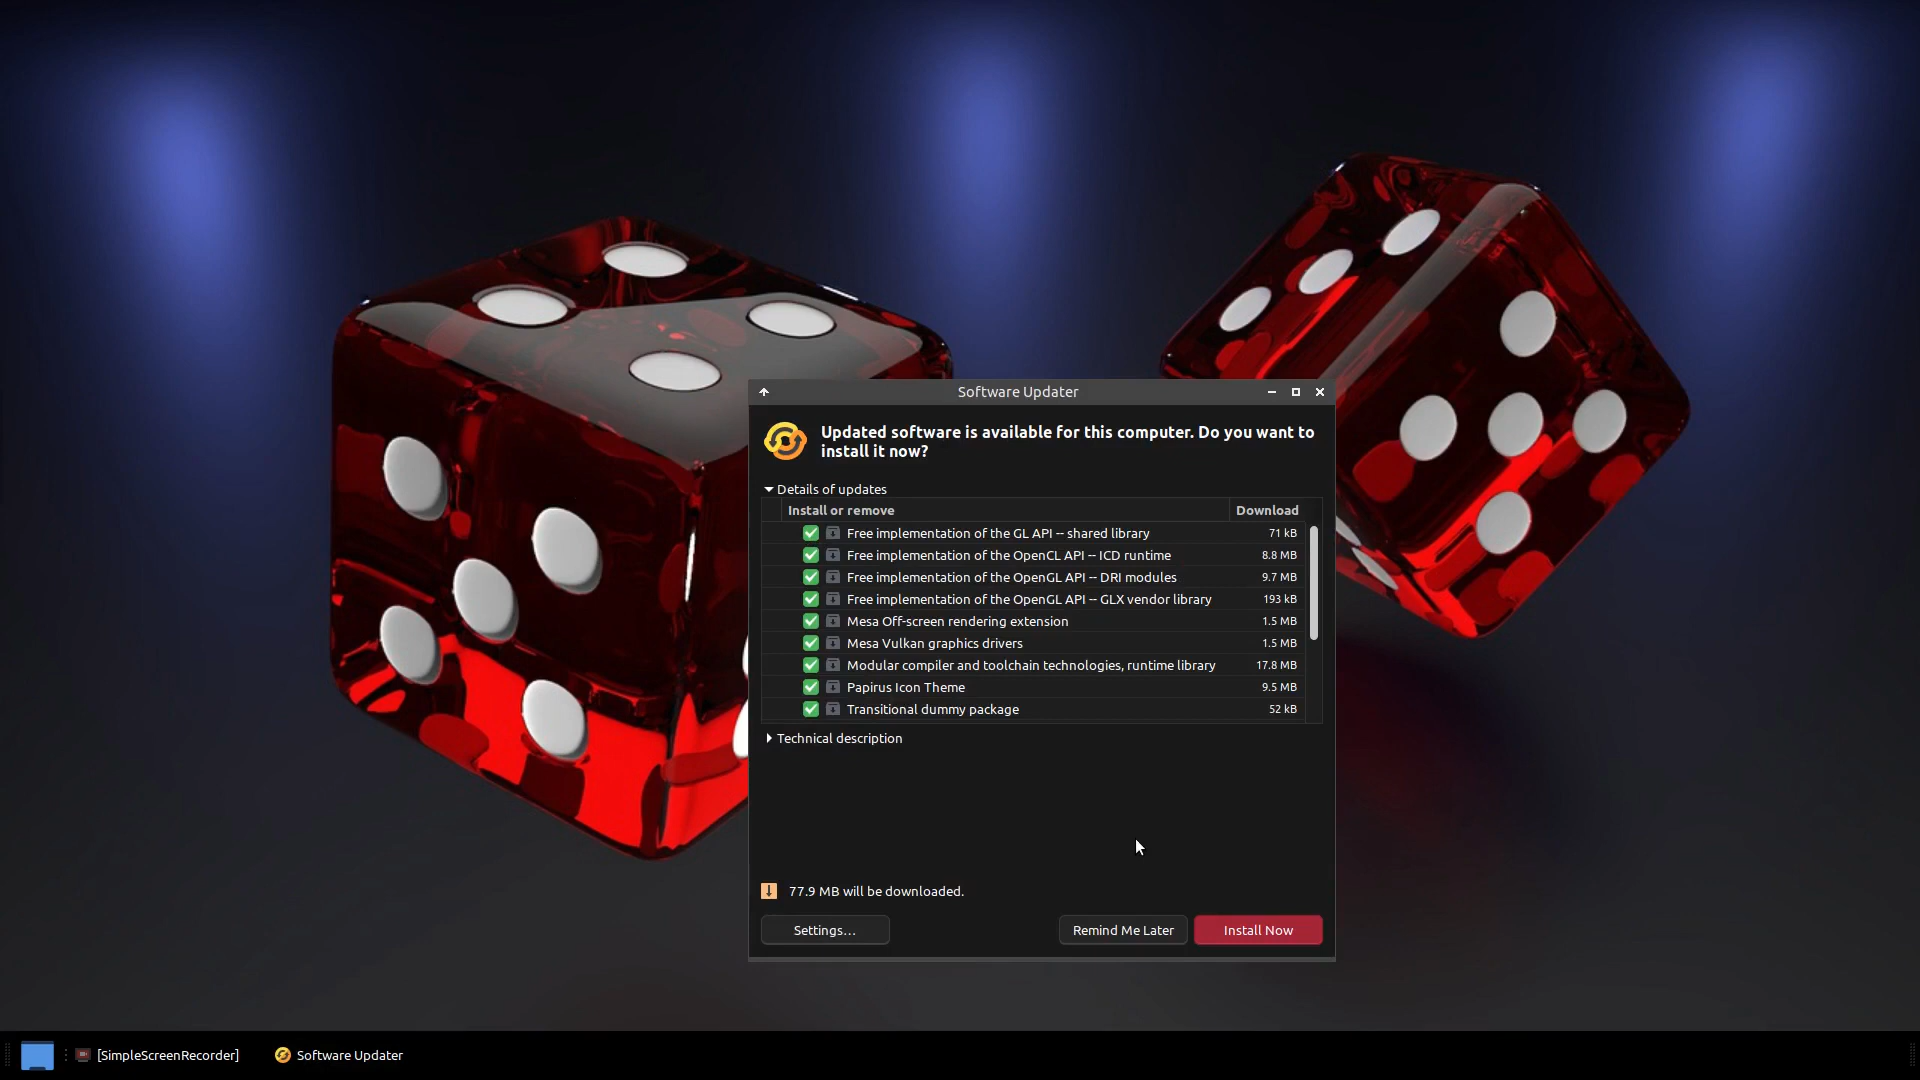 Software Updater
Updated software is available for this computer. Do you want to
install it now?
Details of updates
Install or remove Download
Free implementation of the GL API -- shared library 71 kB
Free implementation of the OpenCL API -- ICD runtime 8.8 MB
Free implementation of the OpenGL API -- DRI modules 9.7 MB
Free implementation of the OpenGL API -- GLX vendor library 193 kB
Mesa Off-screen rendering extension 1.5 MB
Mesa Vulkan graphics drivers 1.5 MB
Modular compiler and toolchain technologies, runtime library 17.8 MB
Papirus Icon Theme 9.5 MB
Transitional dummy package 52 kB
Technical description
77.9 MB will be downloaded.
Settings… Remind Me Later Install Now
[SimpleScreenRecorder] Software Updater